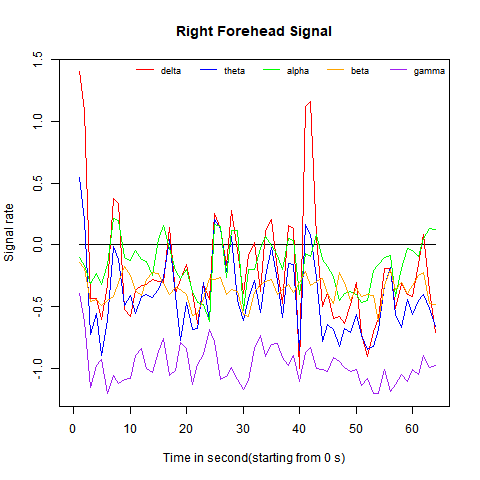 Right Forehead Signal
delta theta alpha beta gamma
Signal rate
1.5
1.0
0.5
0.0
-0.5
-1.0
0 10 20 30 40 50 60
Time in second(starting from 0 s)